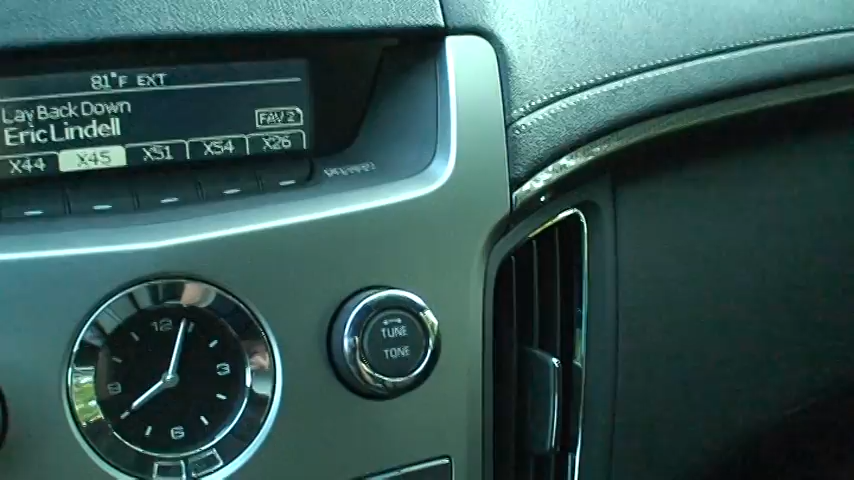 81°F EXT
Lay Back Down
Eric Lindell
FAV 2
X44 X45 X51 X54 X26
12
3
6
9
TUNE
TONE